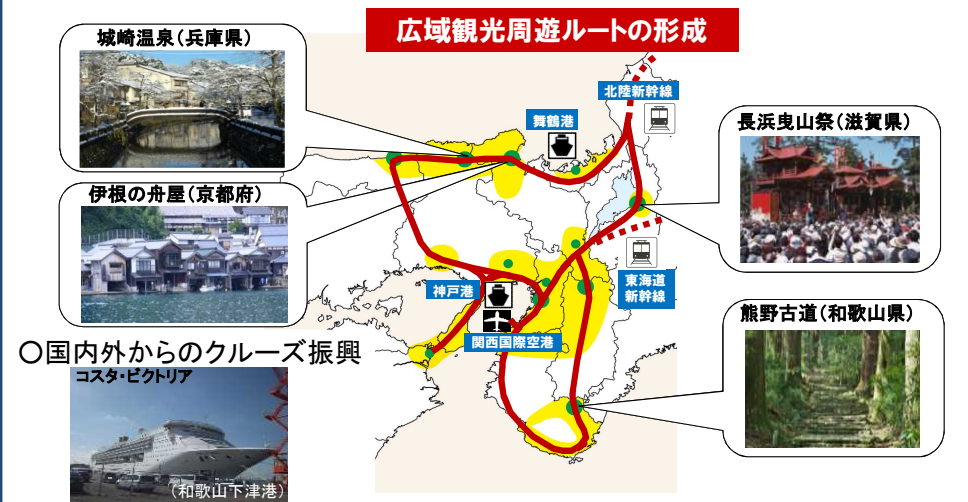 広域観光周遊ルートの形成
城崎温泉(兵庫県)
北陸新幹線
舞鶴港
長浜曳山祭(滋賀県)
伊根の舟屋(京都府)
神戸港
東海道
新幹線
関西国際空港
熊野古道(和歌山県)
〇国内外からのクルーズ振興
コスタ・ビクトリア
(和歌山下津港)